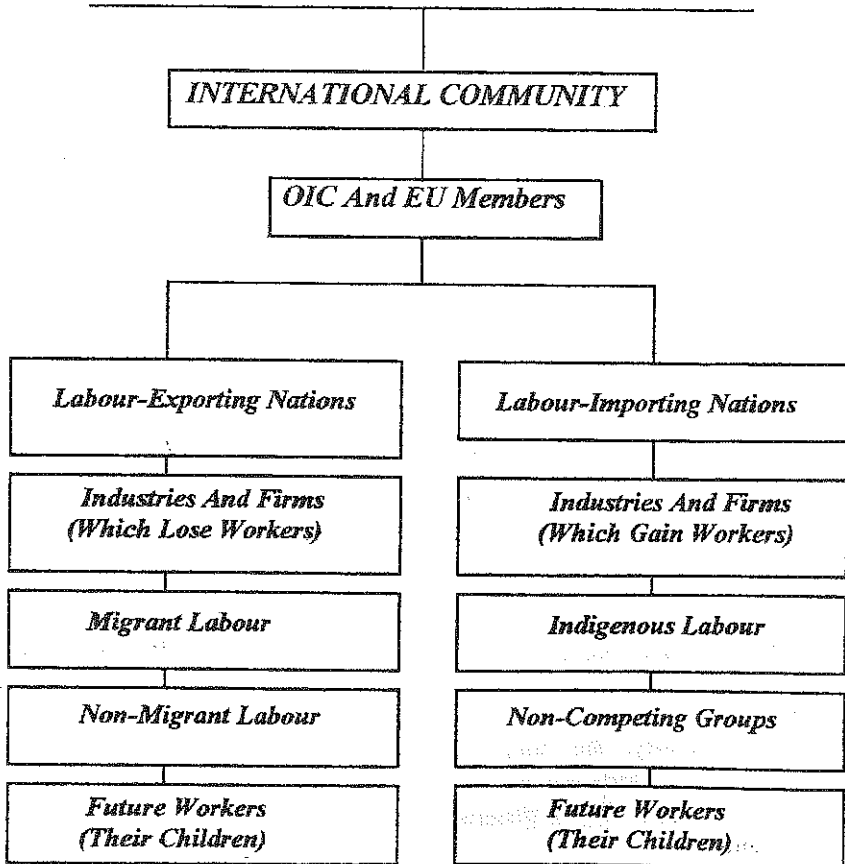 INTERNATIONAL COMMUNITY
OIC And EU Members
Labour-Exporting Nations
Labour-Importing Nations
Industries And Firms
(Which Lose Workers)
Industries And Firms
(Which Gain Workers)
Migrant Labour
Indigenous Labour
Non-Migrant Labour
Non-Competing Groups
Future Workers
(Their Children)
Future Workers
(Their Children)